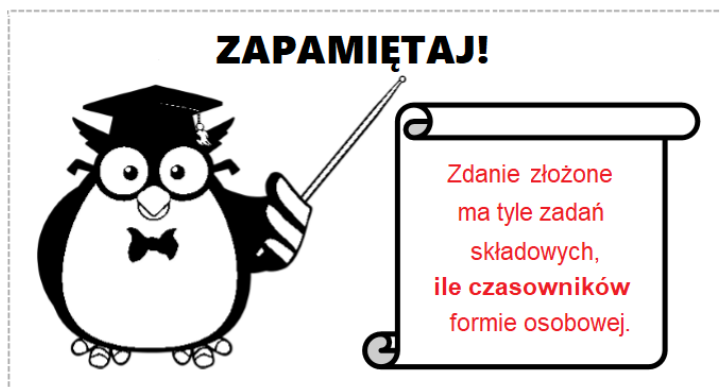 ZAPAMIĘTAJ!
Zdanie złożone
ma tyle zadań
składowych,
ile czasowników
formie osobowej.